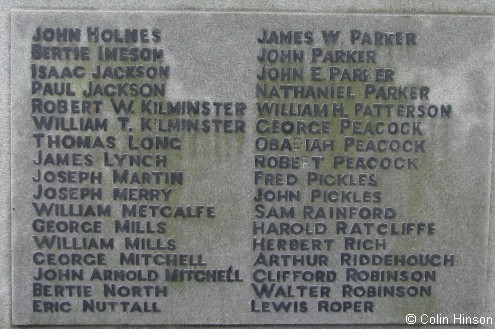 John Holmes
Bertie Imeson
Isaac Jackson
Paul Jackson
Robert W. Kilminster
William T. Kilminster
Thomas Long
James Lynch
Joseph Martin
Joseph Merry
William Metcalfe
George Mills
William Mills
George Mitchell
John Arnold Mitchell
Bertie North
Eric Nuttall
James W. Parker
John Parker
John E. Parker
Nathaniel Parker
William H. Patterson
George Peacock
Obadiah Peacock
Robert Peacock
Fred Pickles
John Pickles
Sam Rainford
Harold Ratcliffe
Herbert Rich
Arthur Riddehough
Clifford Robinson
Walter Robinson
Lewis Roper
© Colin Hinson